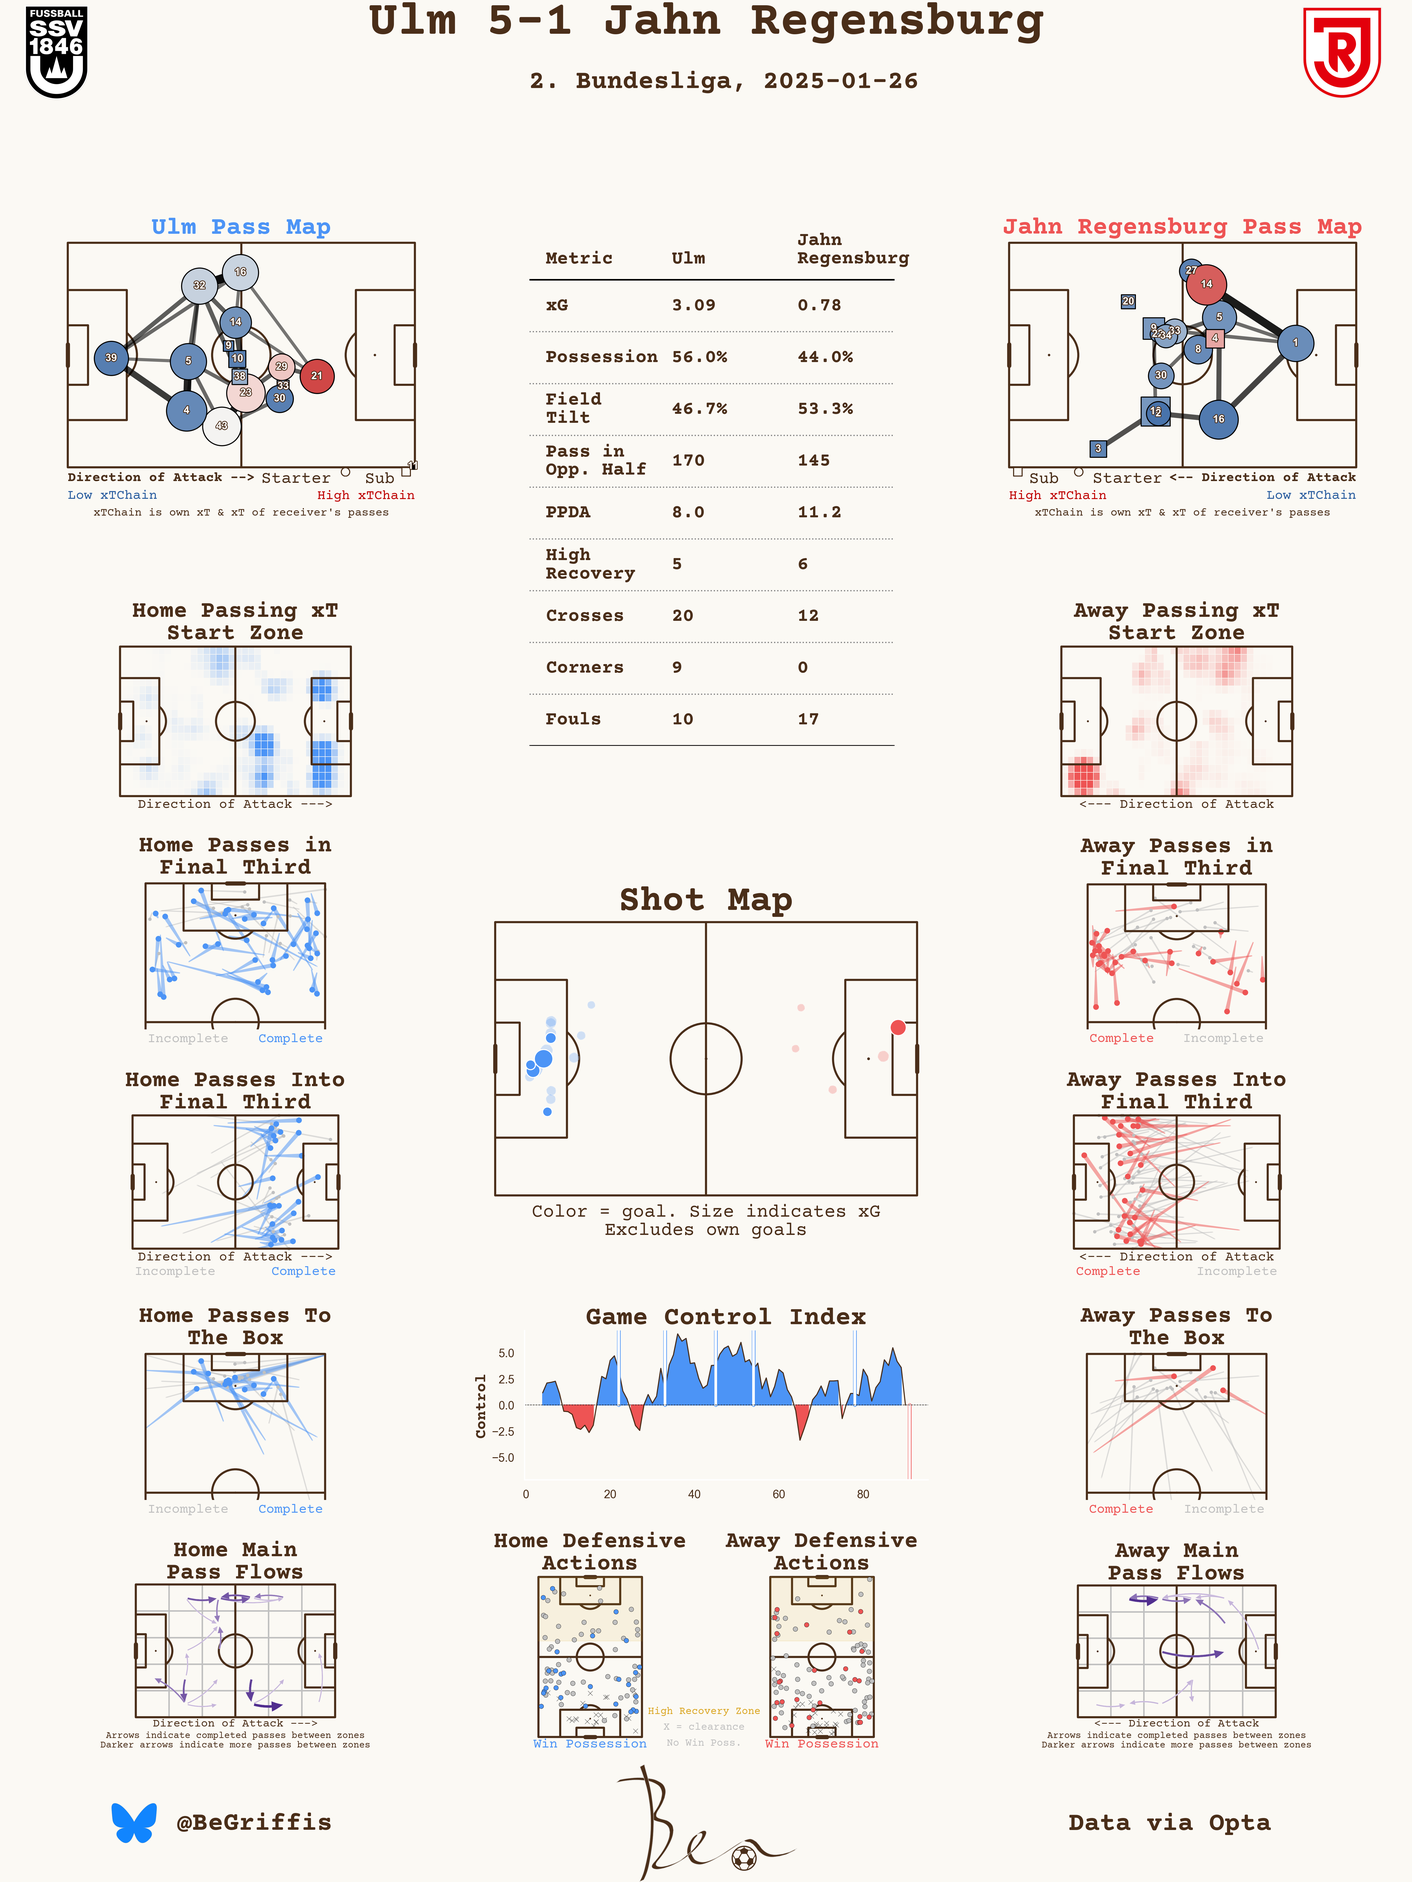 FUSSBALL
SSV
1846
Ulm 5-1 Jahn Regensburg
2. Bundesliga, 2025-01-26
Ulm Pass Map
39
32
16
14
9
10
5
38
29
21
33
23
30
4
43
Direction of Attack --> Starter Sub
Low xTChain High xTChain
xTChain is own xT & xT of receiver's passes
Metric Ulm Jahn Regensburg
xG 3.09 0.78
Possession 56.0% 44.0%
Field Tilt 46.7% 53.3%
Pass in Opp. Half 170 145
PPDA 8.0 11.2
High Recovery 5 6
Crosses 20 12
Corners 9 0
Fouls 10 17
Jahn Regensburg Pass Map
27
14
20
5
9
33
34
4
8
1
30
2
16
3
Sub Starter <-- Direction of Attack
High xTChain Low xTChain
xTChain is own xT & xT of receiver's passes
Home Passing xT
Start Zone
Direction of Attack --->
Away Passing xT
Start Zone
<--- Direction of Attack
Home Passes in
Final Third
Incomplete Complete
Away Passes in
Final Third
Complete Incomplete
Shot Map
Color = goal. Size indicates xG
Excludes own goals
Home Passes Into
Final Third
Direction of Attack --->
Incomplete Complete
Away Passes Into
Final Third
<--- Direction of Attack
Complete Incomplete
Home Passes To
The Box
Incomplete Complete
Game Control Index
Control
5.0
2.5
0.0
−2.5
−5.0
0 20 40 60 80
Away Passes To
The Box
Complete Incomplete
Home Main
Pass Flows
Direction of Attack --->
Arrows indicate completed passes between zones
Darker arrows indicate more passes between zones
Home Defensive
Actions
Win Possession
High Recovery Zone
X = clearance
No Win Poss.
Away Defensive
Actions
Win Possession
Away Main
Pass Flows
<--- Direction of Attack
Arrows indicate completed passes between zones
Darker arrows indicate more passes between zones
@BeGriffis
Ben
Data via Opta